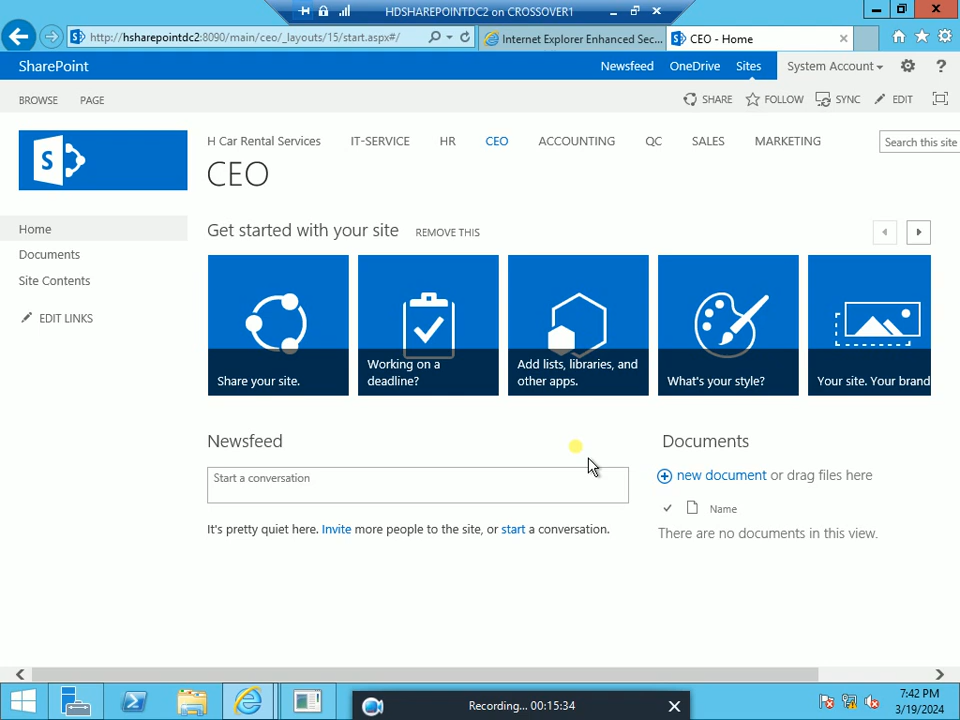 HDSHAREPOINTDC2 on CROSSOVER1
http://hsharepointdc2:8090/main/ceo/_layouts/15/start.aspx#/
Internet Explorer Enhanced Sec...
CEO - Home
SharePoint
Newsfeed
OneDrive
Sites
System Account
?
BROWSE
PAGE
SHARE
FOLLOW
SYNC
EDIT
H Car Rental Services
IT-SERVICE
HR
CEO
ACCOUNTING
QC
SALES
MARKETING
Search this site
S
CEO
Home
Documents
Site Contents
EDIT LINKS
Get started with your site
REMOVE THIS
Share your site.
Working on a
deadline?
Add lists, libraries, and
other apps.
What's your style?
Your site. Your brand
Newsfeed
Start a conversation
It's pretty quiet here. Invite more people to the site, or start a conversation.
Documents
new document or drag files here
Name
There are no documents in this view.
Recording... 00:15:34
7:42 PM
3/19/2024